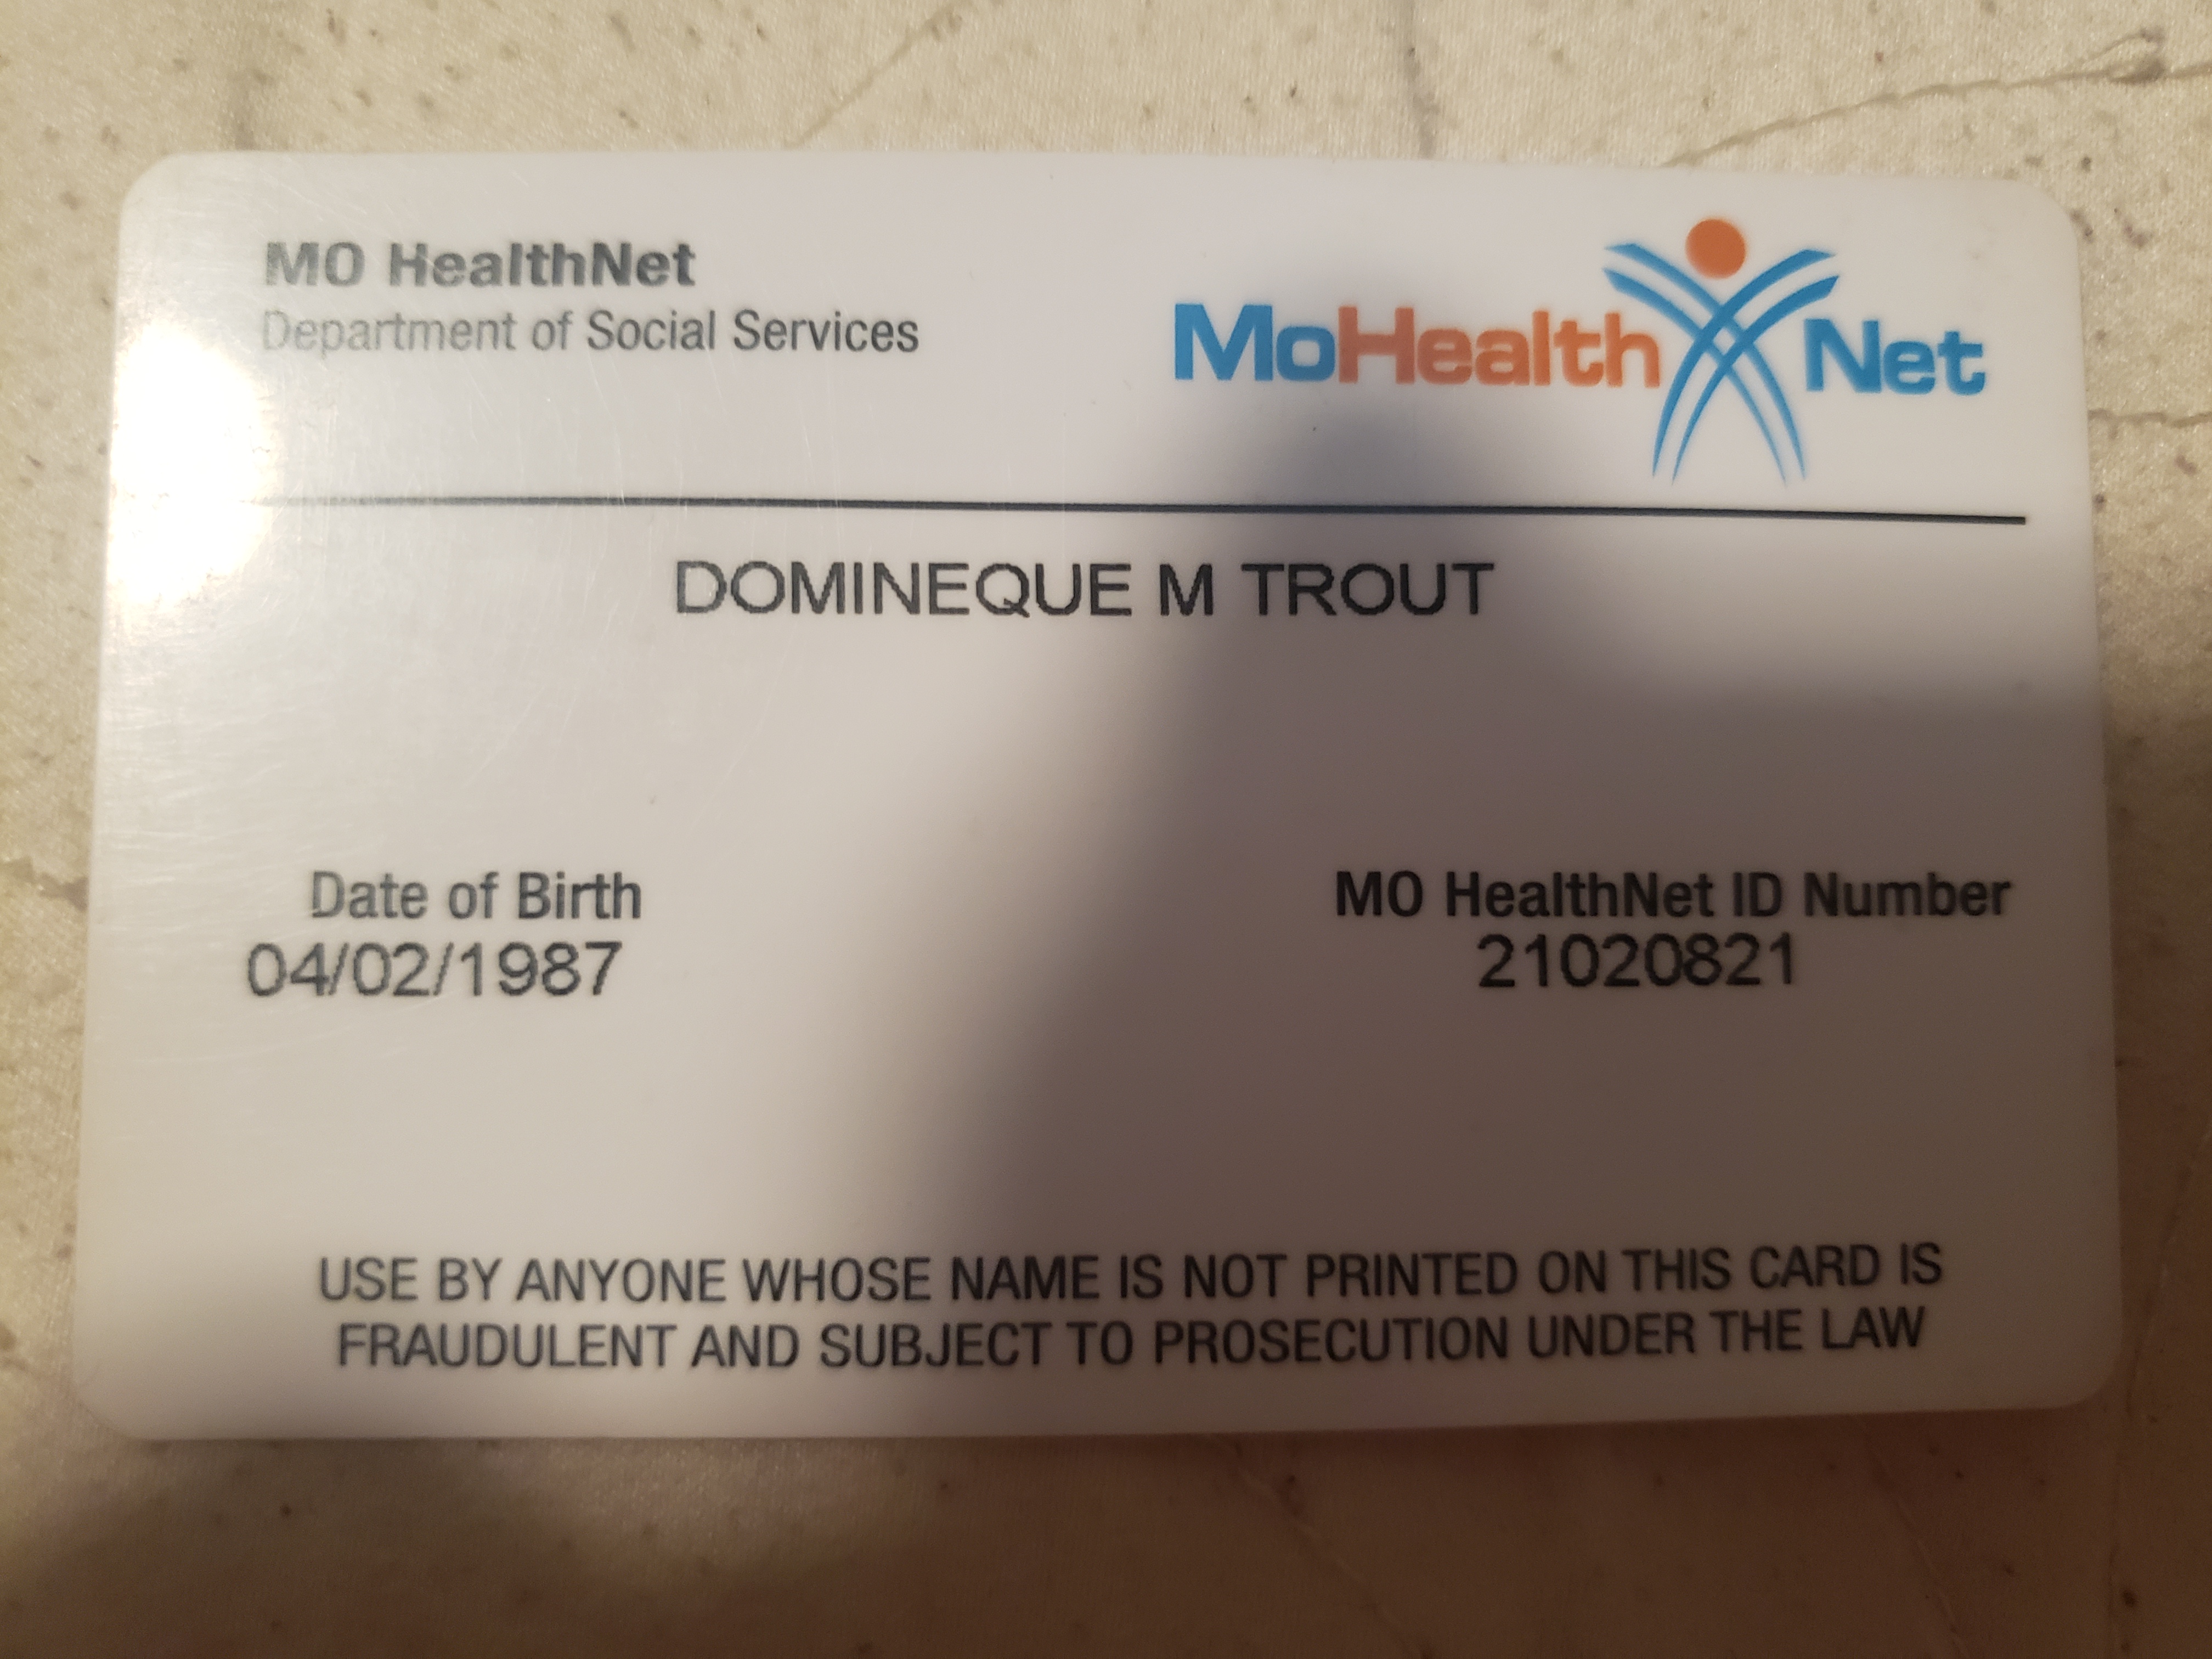 MO HealthNet
Department of Social Services
MoHealthNet
DOMINEQUE M TROUT
Date of Birth
04/02/1987
MO HealthNet ID Number
21020821
USE BY ANYONE WHOSE NAME IS NOT PRINTED ON THIS CARD IS
FRAUDULENT AND SUBJECT TO PROSECUTION UNDER THE LAW